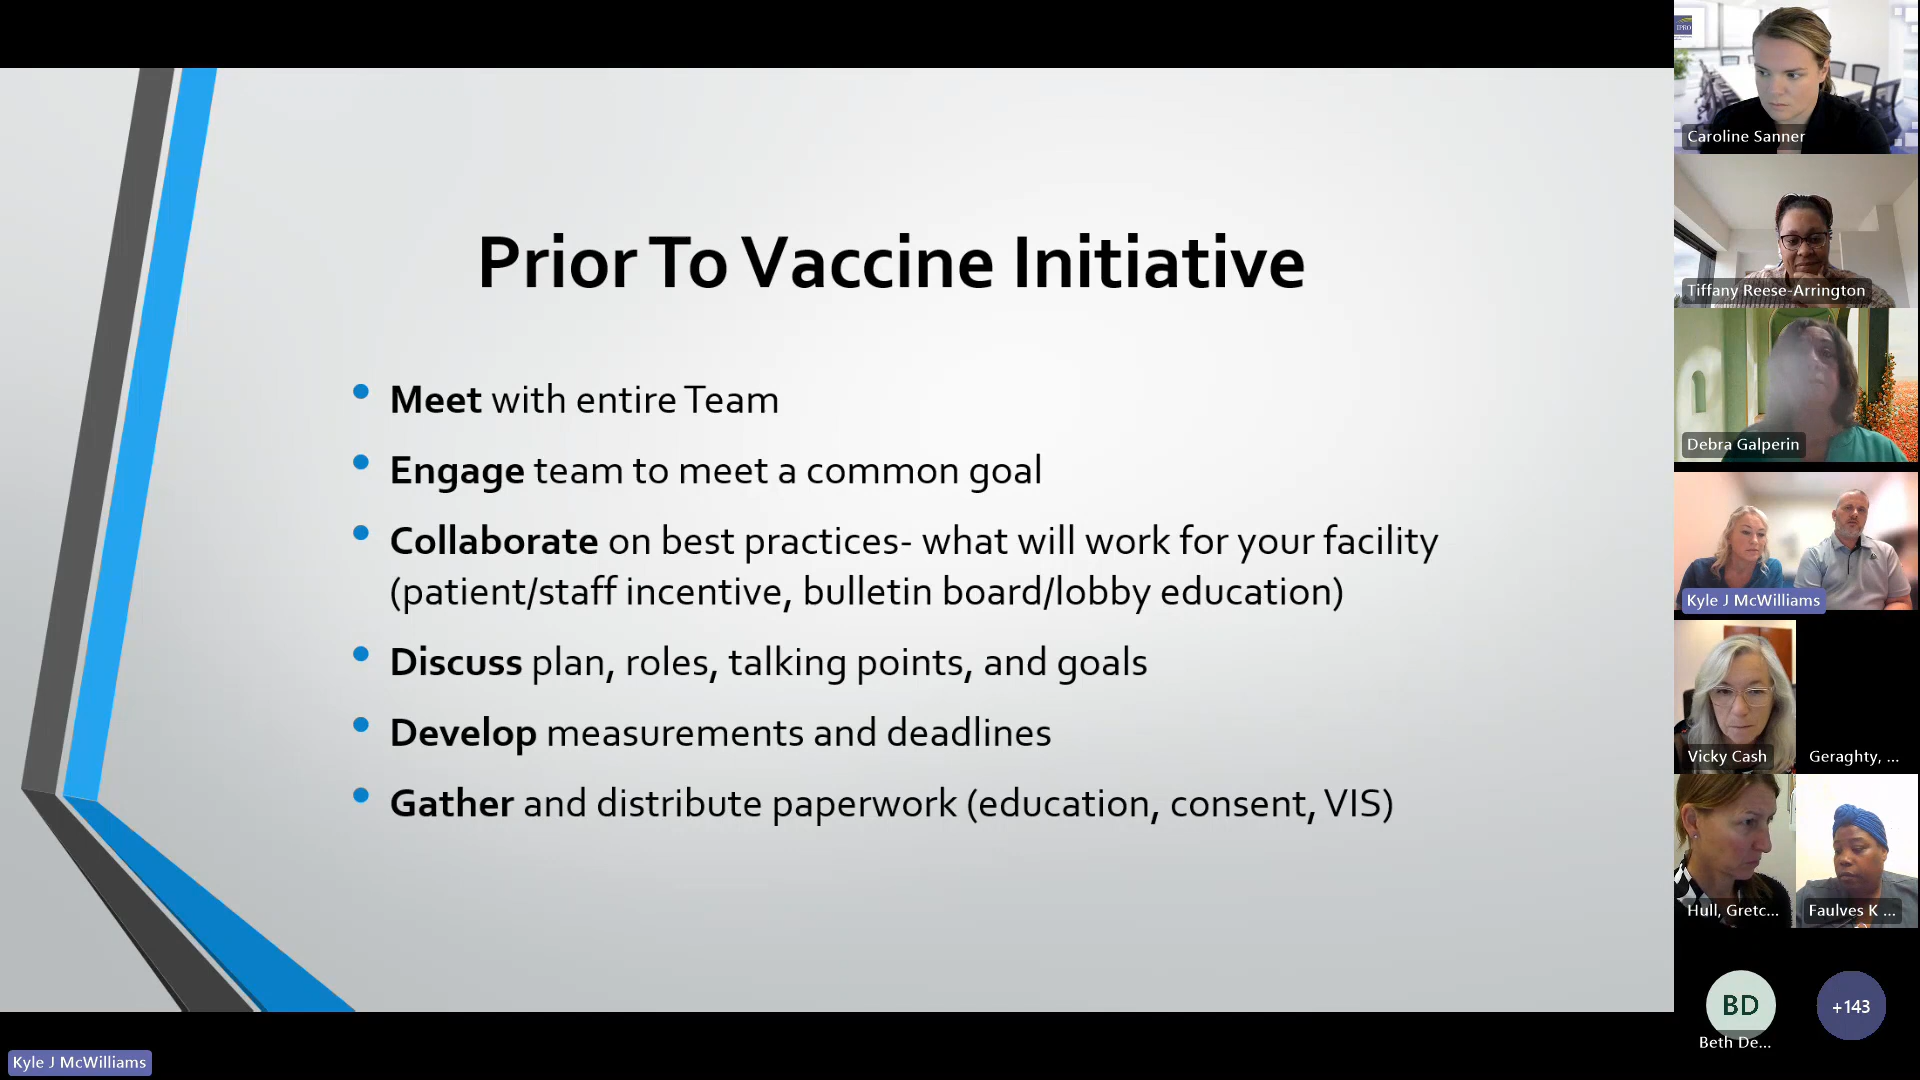 Prior To Vaccine Initiative
• Meet with entire Team
• Engage team to meet a common goal
• Collaborate on best practices- what will work for your facility
(patient/staff incentive, bulletin board/lobby education)
• Discuss plan, roles, talking points, and goals
• Develop measurements and deadlines
• Gather and distribute paperwork (education, consent, VIS)
Kyle J McWilliams
IPRO
Caroline Sanner
Tiffany Reese-Arrington
Debra Galperin
Kyle J McWilliams
Vicky Cash
Geraghty, ...
Hull, Gretc...
Faulves K ...
BD
Beth De...
+143